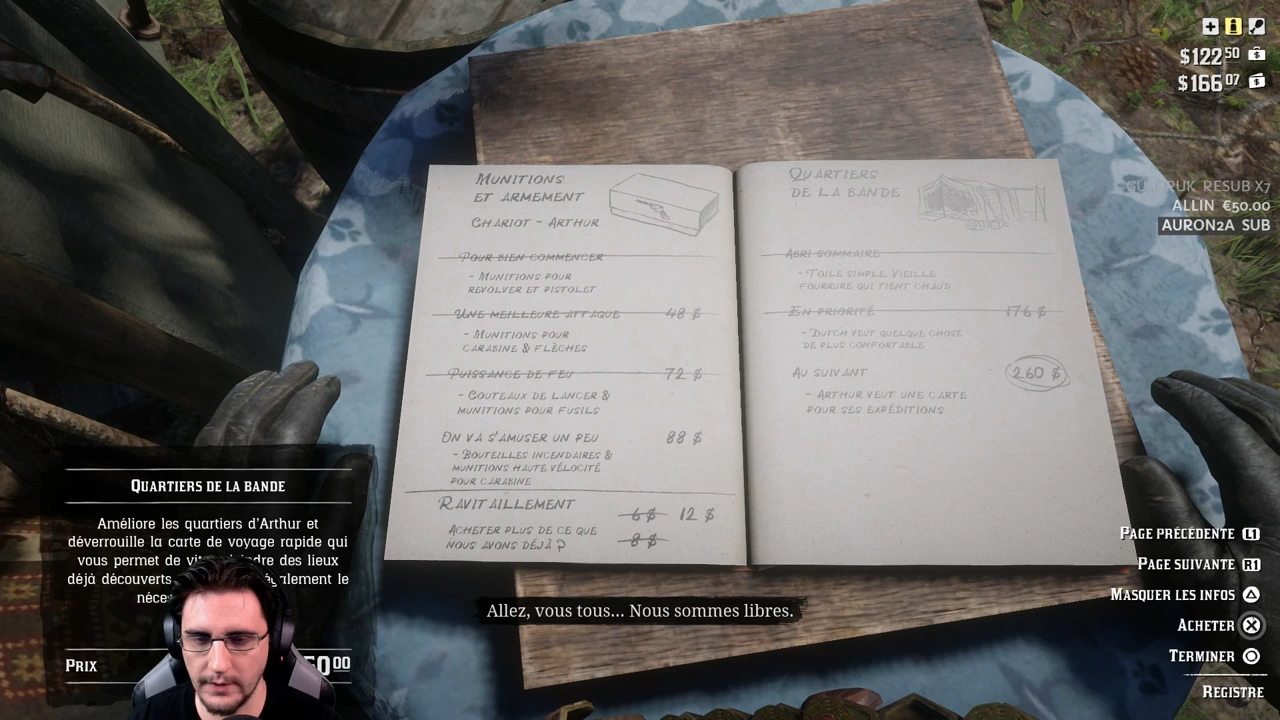 $122 50
$166 07
GUERRUK RESUB X7
ALLIN €50.00
AURON2A SUB
MUNITIONS
ET ARMEMENT
CHARIOT - ARTHUR
POUR BIEN COMMENCER
- MUNITIONS POUR
REVOLVER ET PISTOLET
UNE MEILLEURE ATTAQUE 48 $
- MUNITIONS POUR
CARABINE & FLÈCHES
PUISSANCE DE FEU 72 $
- COUTEAUX DE LANCER &
MUNITIONS POUR FUSILS
ON VA S'AMUSER UN PEU 88 $
- BOUTEILLES INCENDIAIRES &
MUNITIONS HAUTE VÉLOCITÉ
POUR CARABINE
RAVITAILLEMENT
6 $ 12 $
ACHETER PLUS DE CE QUE
NOUS AVONS DÉJÀ ?
8 $
QUARTIERS
DE LA BANDE
ABRI SOMMAIRE
- TOILE SIMPLE VIEILLE
FOURRURE QUI TIENT CHAUD
EN PRIORITÉ 176 $
- DUTCH VEUT QUELQUE CHOSE
DE PLUS CONFORTABLE
AU SUIVANT 260 $
- ARTHUR VEUT UNE CARTE
POUR SES EXPÉDITIONS
QUARTIERS DE LA BANDE
Améliore les quartiers d'Arthur et
déverrouille la carte de voyage rapide qui
vous permet de des lieux
déjà découverts également le
PRIX
Allez, vous tous... Nous sommes libres.
PAGE PRÉCÉDENTE L1
PAGE SUIVANTE R1
MASQUER LES INFOS
ACHETER
TERMINER
REGISTRE